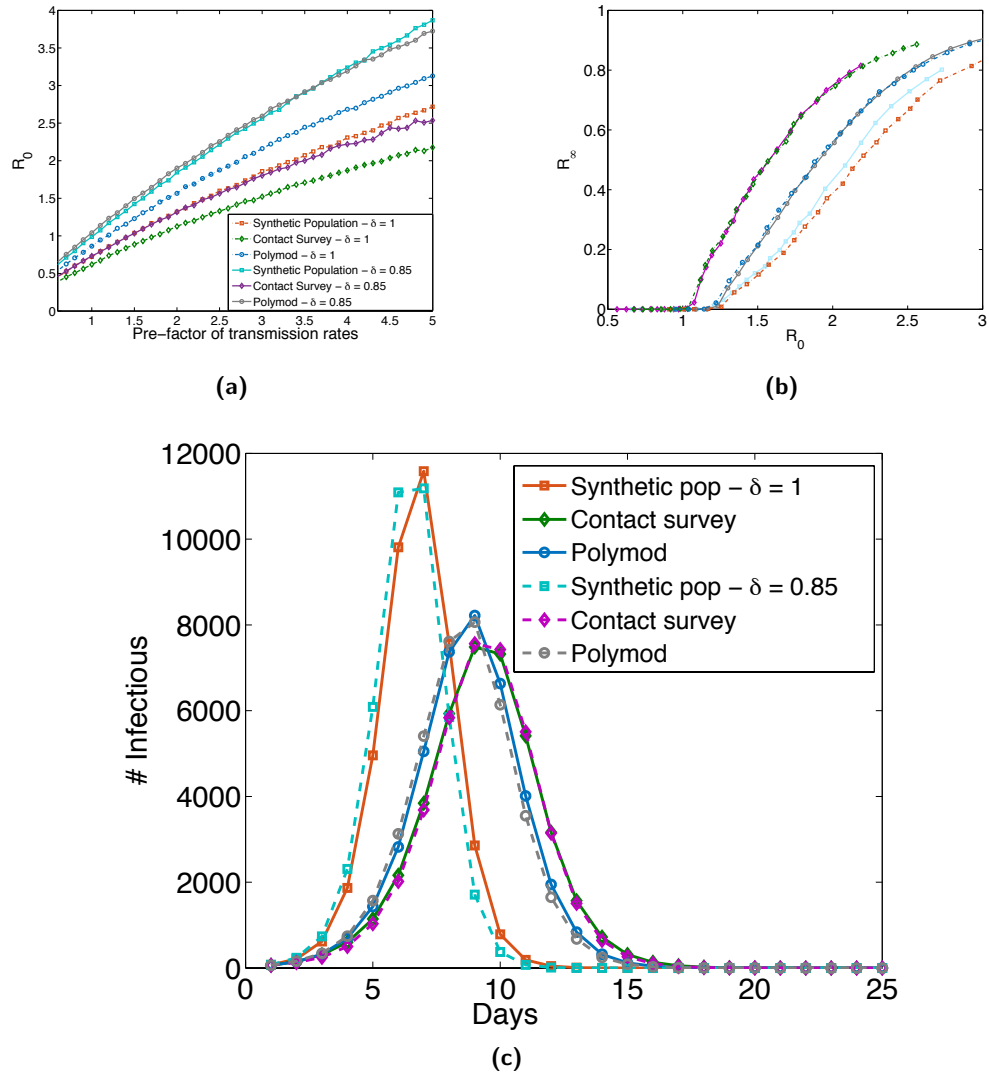 4
3.5
3
2.5
2
1.5
1
0.5
0
R0
1 1.5 2 2.5 3 3.5 4 4.5 5
Pre−factor of transmission rates
Synthetic Population − δ = 1
Contact Survey − δ = 1
Polymod − δ = 1
Synthetic Population − δ = 0.85
Contact Survey − δ = 0.85
Polymod − δ = 0.85
(a)
1
0.8
0.6
0.4
0.2
0
R∞
0.5 1 1.5 2 2.5 3
R0
(b)
12000
10000
8000
6000
4000
2000
0
# Infectious
0 5 10 15 20 25
Days
Synthetic pop − δ = 1
Contact survey
Polymod
Synthetic pop − δ = 0.85
Contact survey
Polymod
(c)